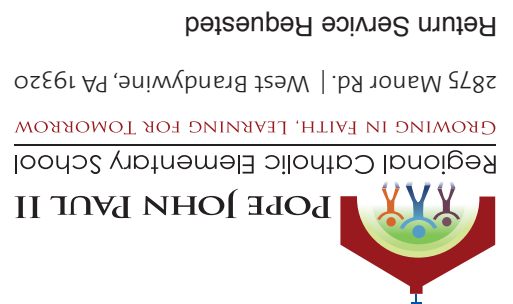 POPE JOHN PAUL II
Regional Catholic Elementary School
GROWING IN FAITH, LEARNING FOR TOMORROW
2875 Manor Rd. | West Brandywine, PA 19320
Return Service Requested